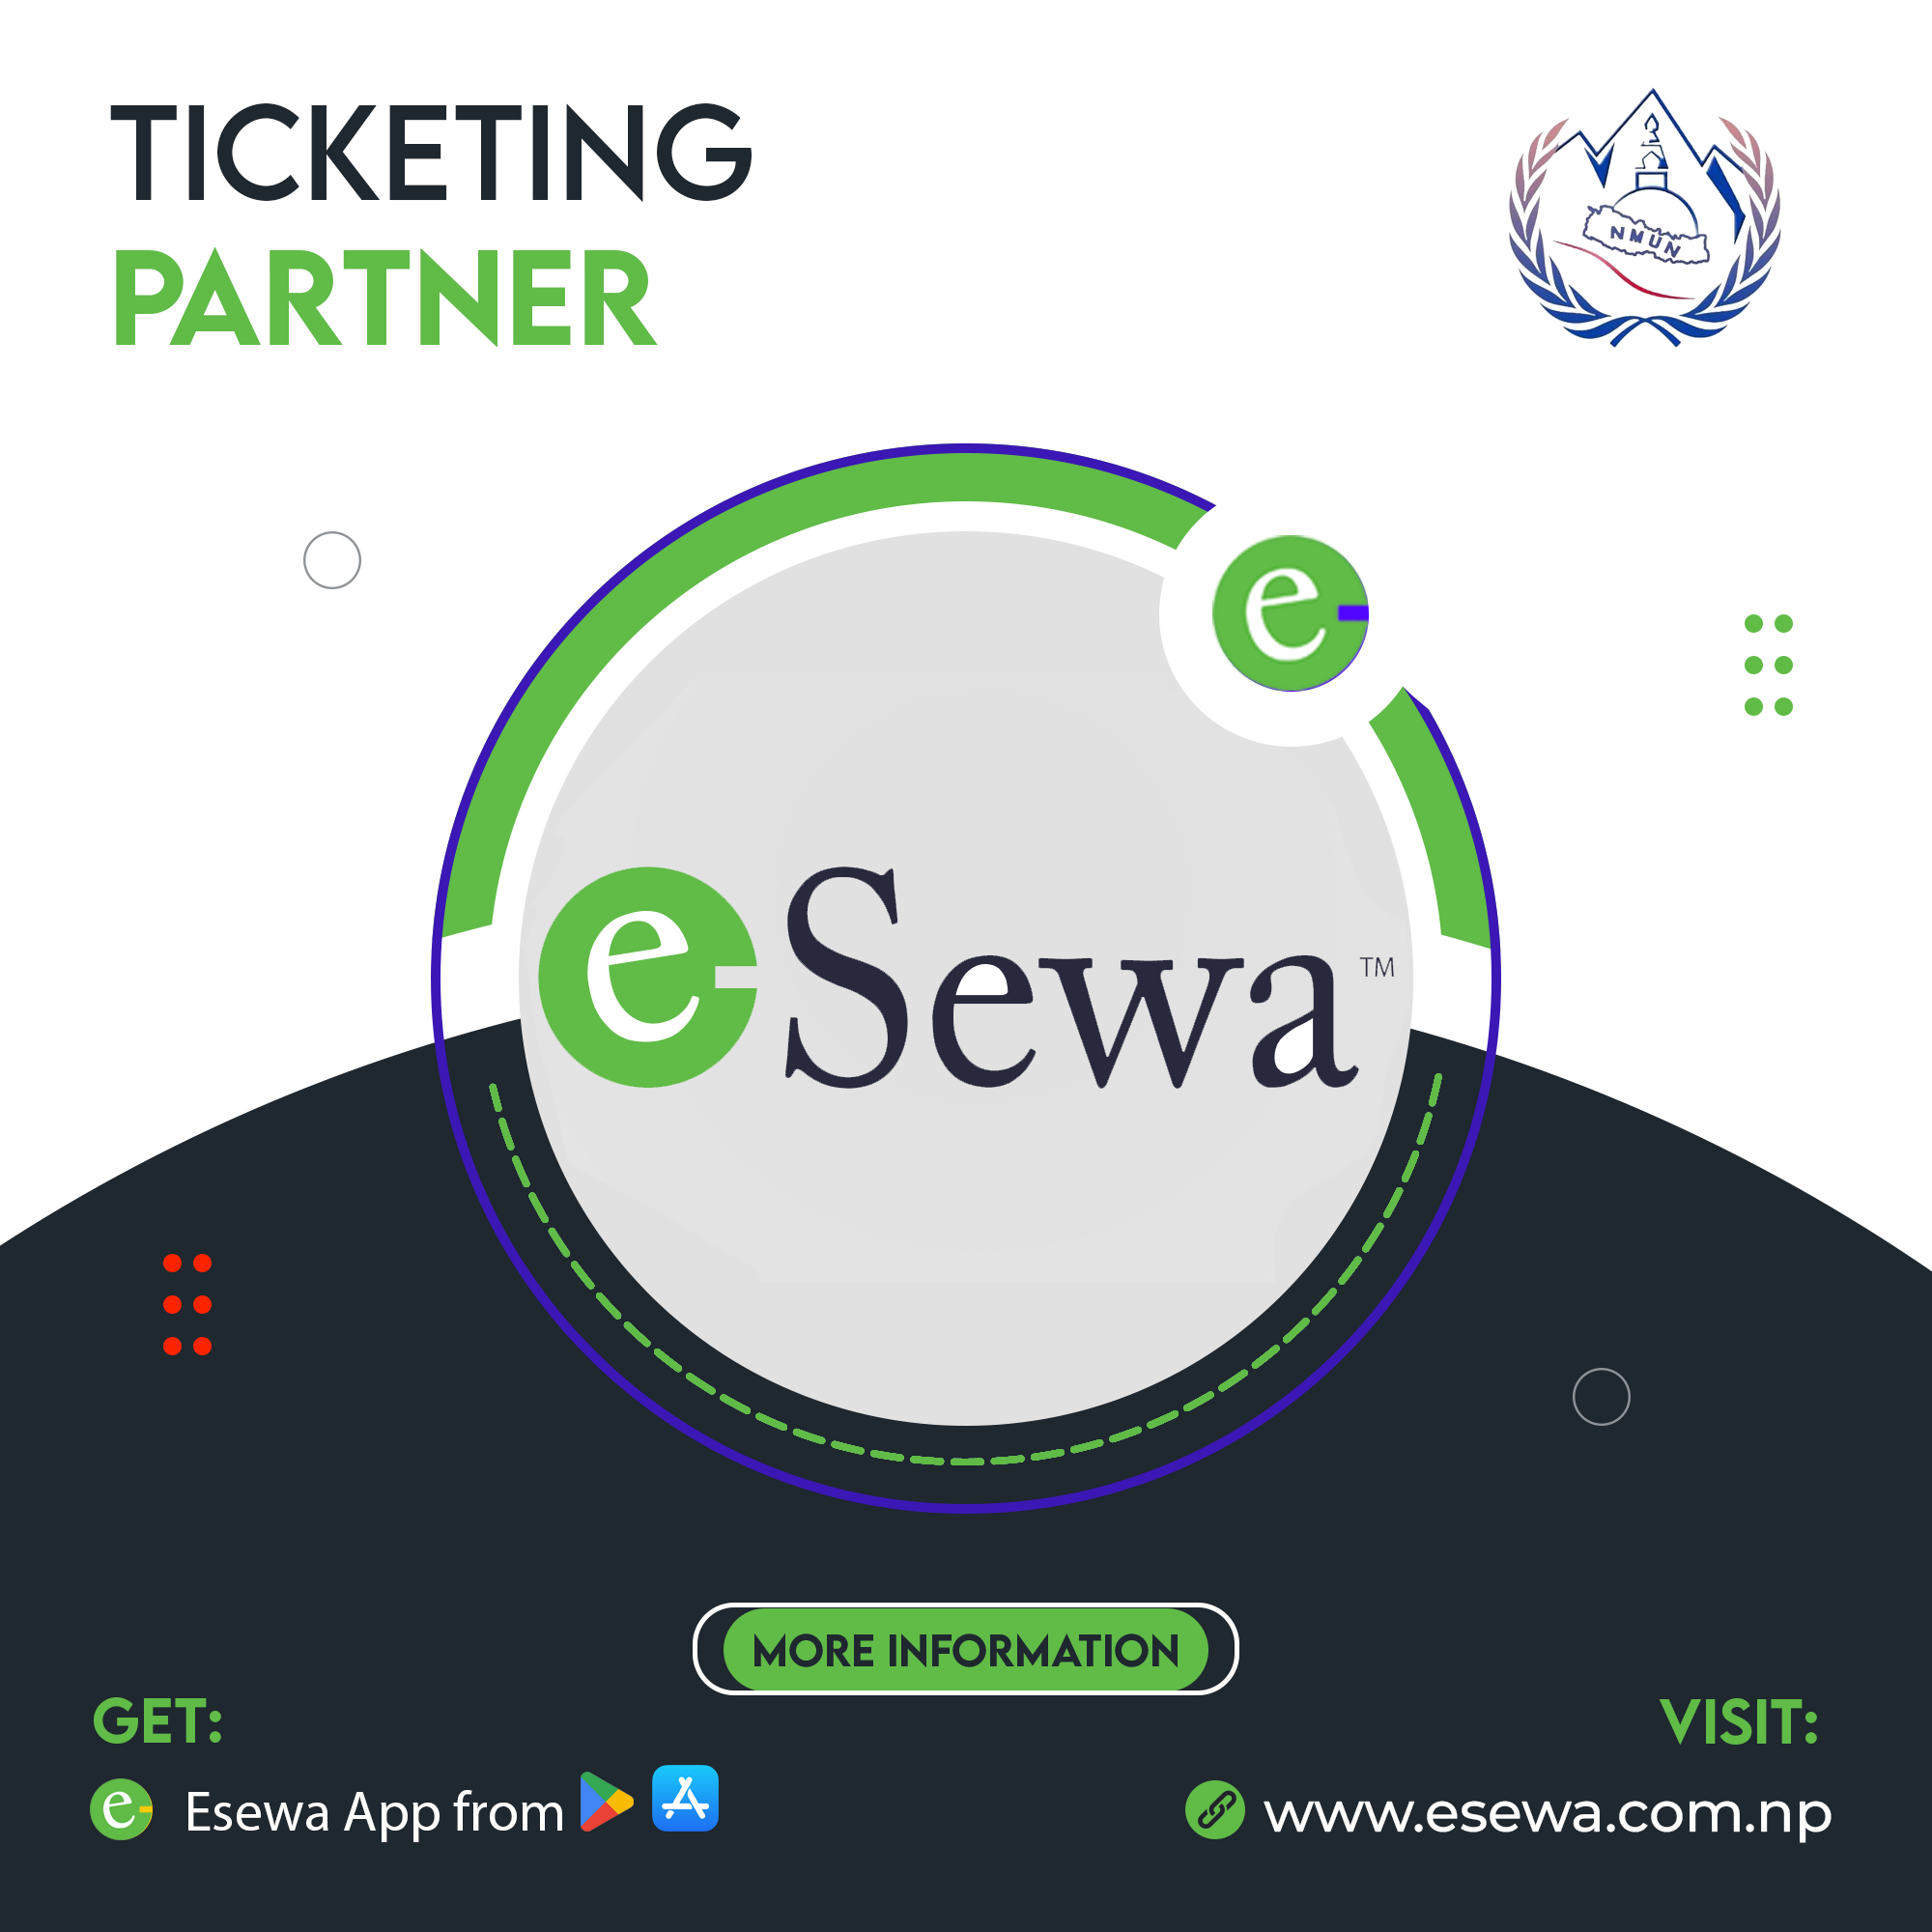 TICKETING
PARTNER
NMUN
e
eSewa™
MORE INFORMATION
GET:
VISIT:
e Esewa App from
www.esewa.com.np